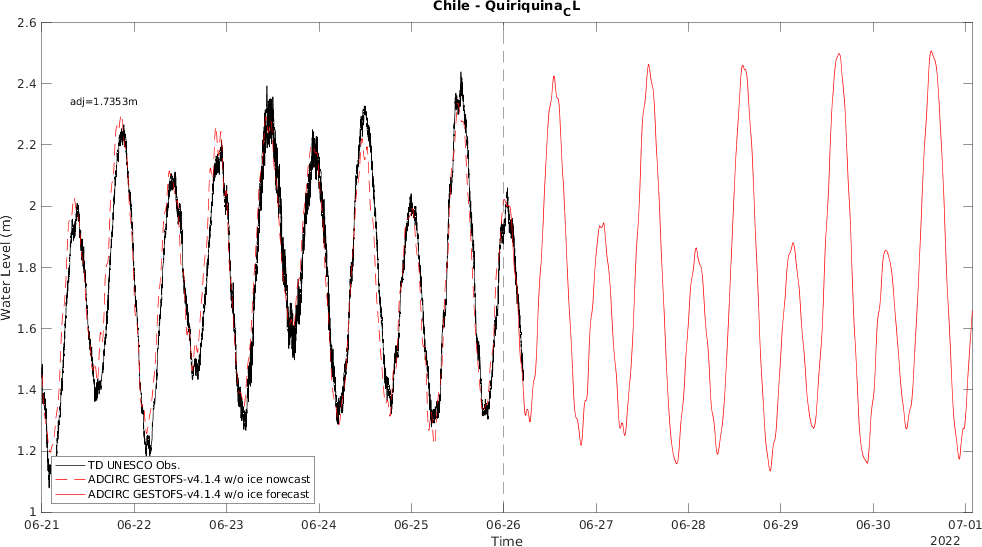 Chile - Quiriquina_CL
2.6
2.4
2.2
2
1.8
1.6
1.4
1.2
1
Water Level (m)
adj=1.7353m
TD UNESCO Obs.
ADCIRC GESTOFS-v4.1.4 w/o ice nowcast
ADCIRC GESTOFS-v4.1.4 w/o ice forecast
06-21 06-22 06-23 06-24 06-25 06-26 06-27 06-28 06-29 06-30 07-01
Time
2022